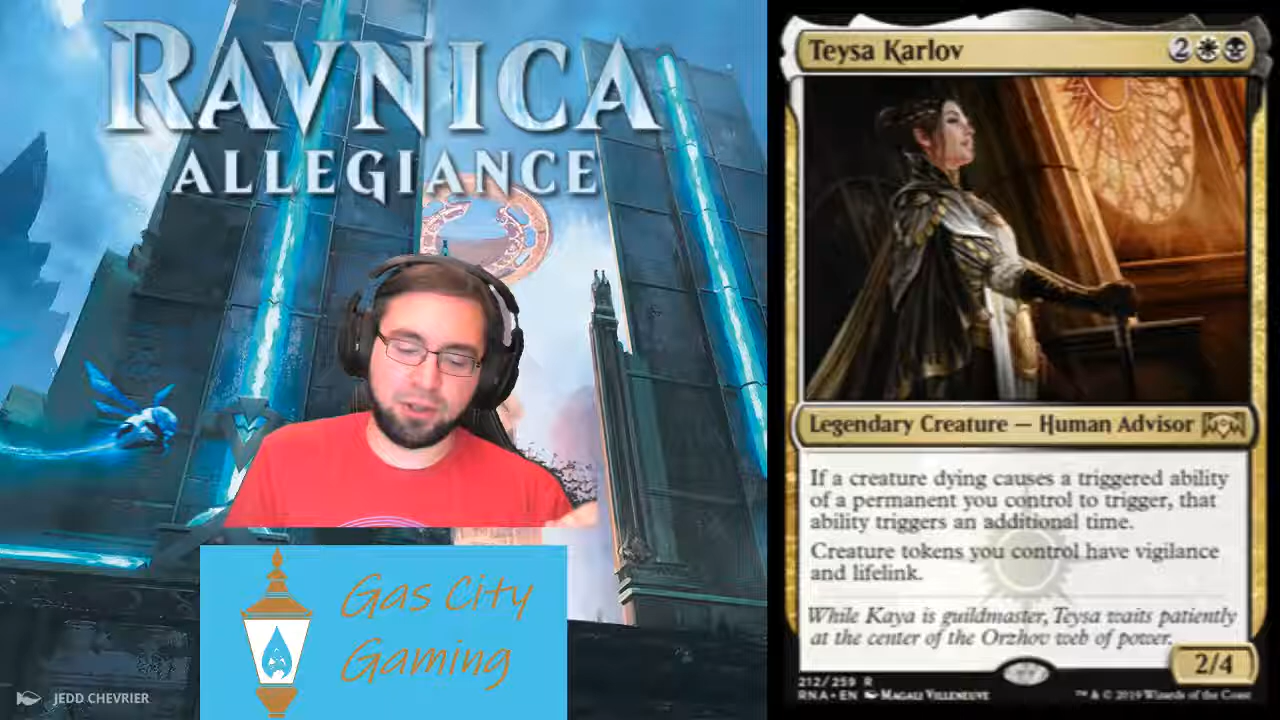 RAVNICA
ALLEGIANCE
Gas City
Gaming
JEDD CHEVRIER
Teysa Karlov
2
Legendary Creature — Human Advisor
If a creature dying causes a triggered ability
of a permanent you control to trigger, that
ability triggers an additional time.
Creature tokens you control have vigilance
and lifelink.
While Kaya is guildmaster, Teysa waits patiently
at the center of the Orzhov web of power.
2/4
212/259 R
RNA • EN MAGALI VILLENEUVE
™ & © 2019 Wizards of the Coast